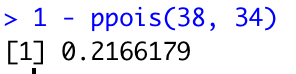 > 1 - ppois(38, 34)
[1] 0.2166179